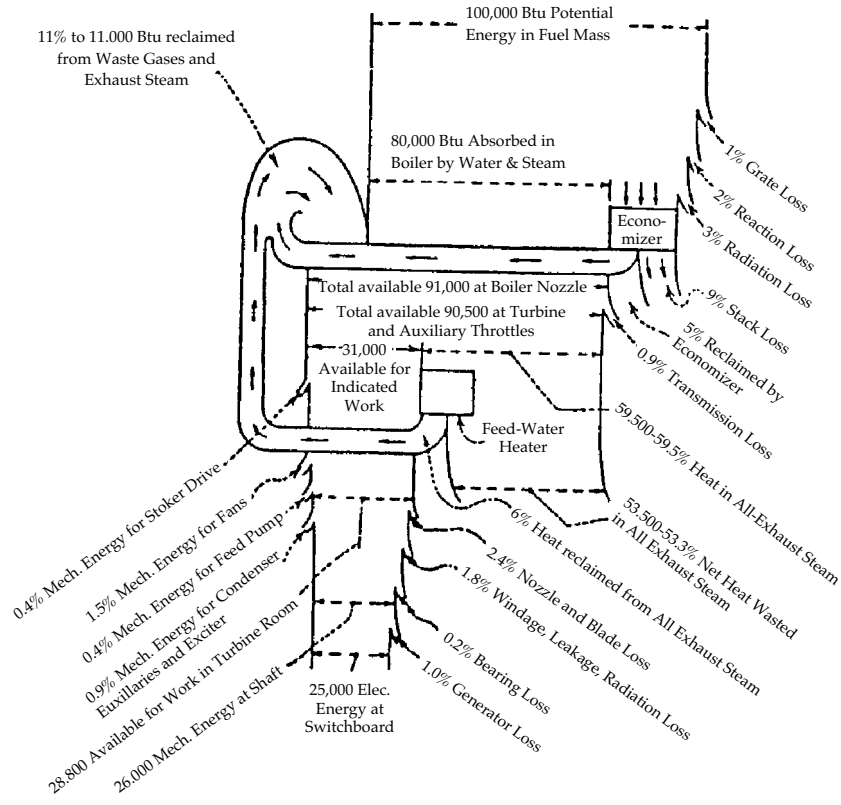 100,000 Btu Potential
Energy in Fuel Mass
11% to 11.000 Btu reclaimed
from Waste Gases and
Exhaust Steam
80,000 Btu Absorbed in
Boiler by Water & Steam
1% Grate Loss
2% Reaction Loss
3% Radiation Loss
Econo-
mizer
9% Stack Loss
5% Reclaimed by
Economizer
0.9% Transmission Loss
Total available 91,000 at Boiler Nozzle
Total available 90,500 at Turbine
and Auxiliary Throttles
31,000
Available for
Indicated
Work
Feed-Water
Heater
59.500-59.5% Heat in All-Exhaust Steam
53.500-53.3% Net Heat Wasted
in All Exhaust Steam
6% Heat reclaimed from All Exhaust Steam
2.4% Nozzle and Blade Loss
1.8% Windage, Leakage, Radiation Loss
0.2% Bearing Loss
1.0% Generator Loss
0.4% Mech. Energy for Stoker Drive
1.5% Mech. Energy for Fans
0.4% Mech. Energy for Feed Pump
0.9% Mech. Energy for Condenser
Euxillaries and Exciter
28.800 Available for Work in Turbine Room
26.000 Mech. Energy at Shaft
25,000 Elec.
Energy at
Switchboard